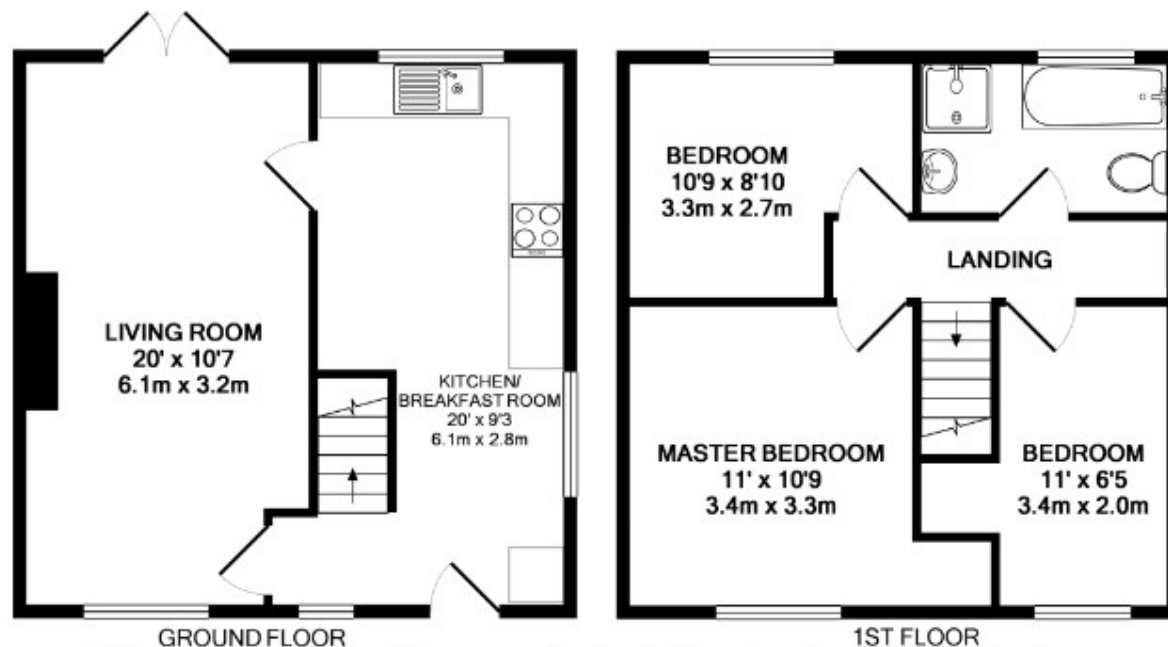 LIVING ROOM
20' x 10'7
6.1m x 3.2m
KITCHEN/
BREAKFAST ROOM
20' x 9'3
6.1m x 2.8m
GROUND FLOOR
BEDROOM
10'9 x 8'10
3.3m x 2.7m
LANDING
MASTER BEDROOM
11' x 10'9
3.4m x 3.3m
BEDROOM
11' x 6'5
3.4m x 2.0m
1ST FLOOR